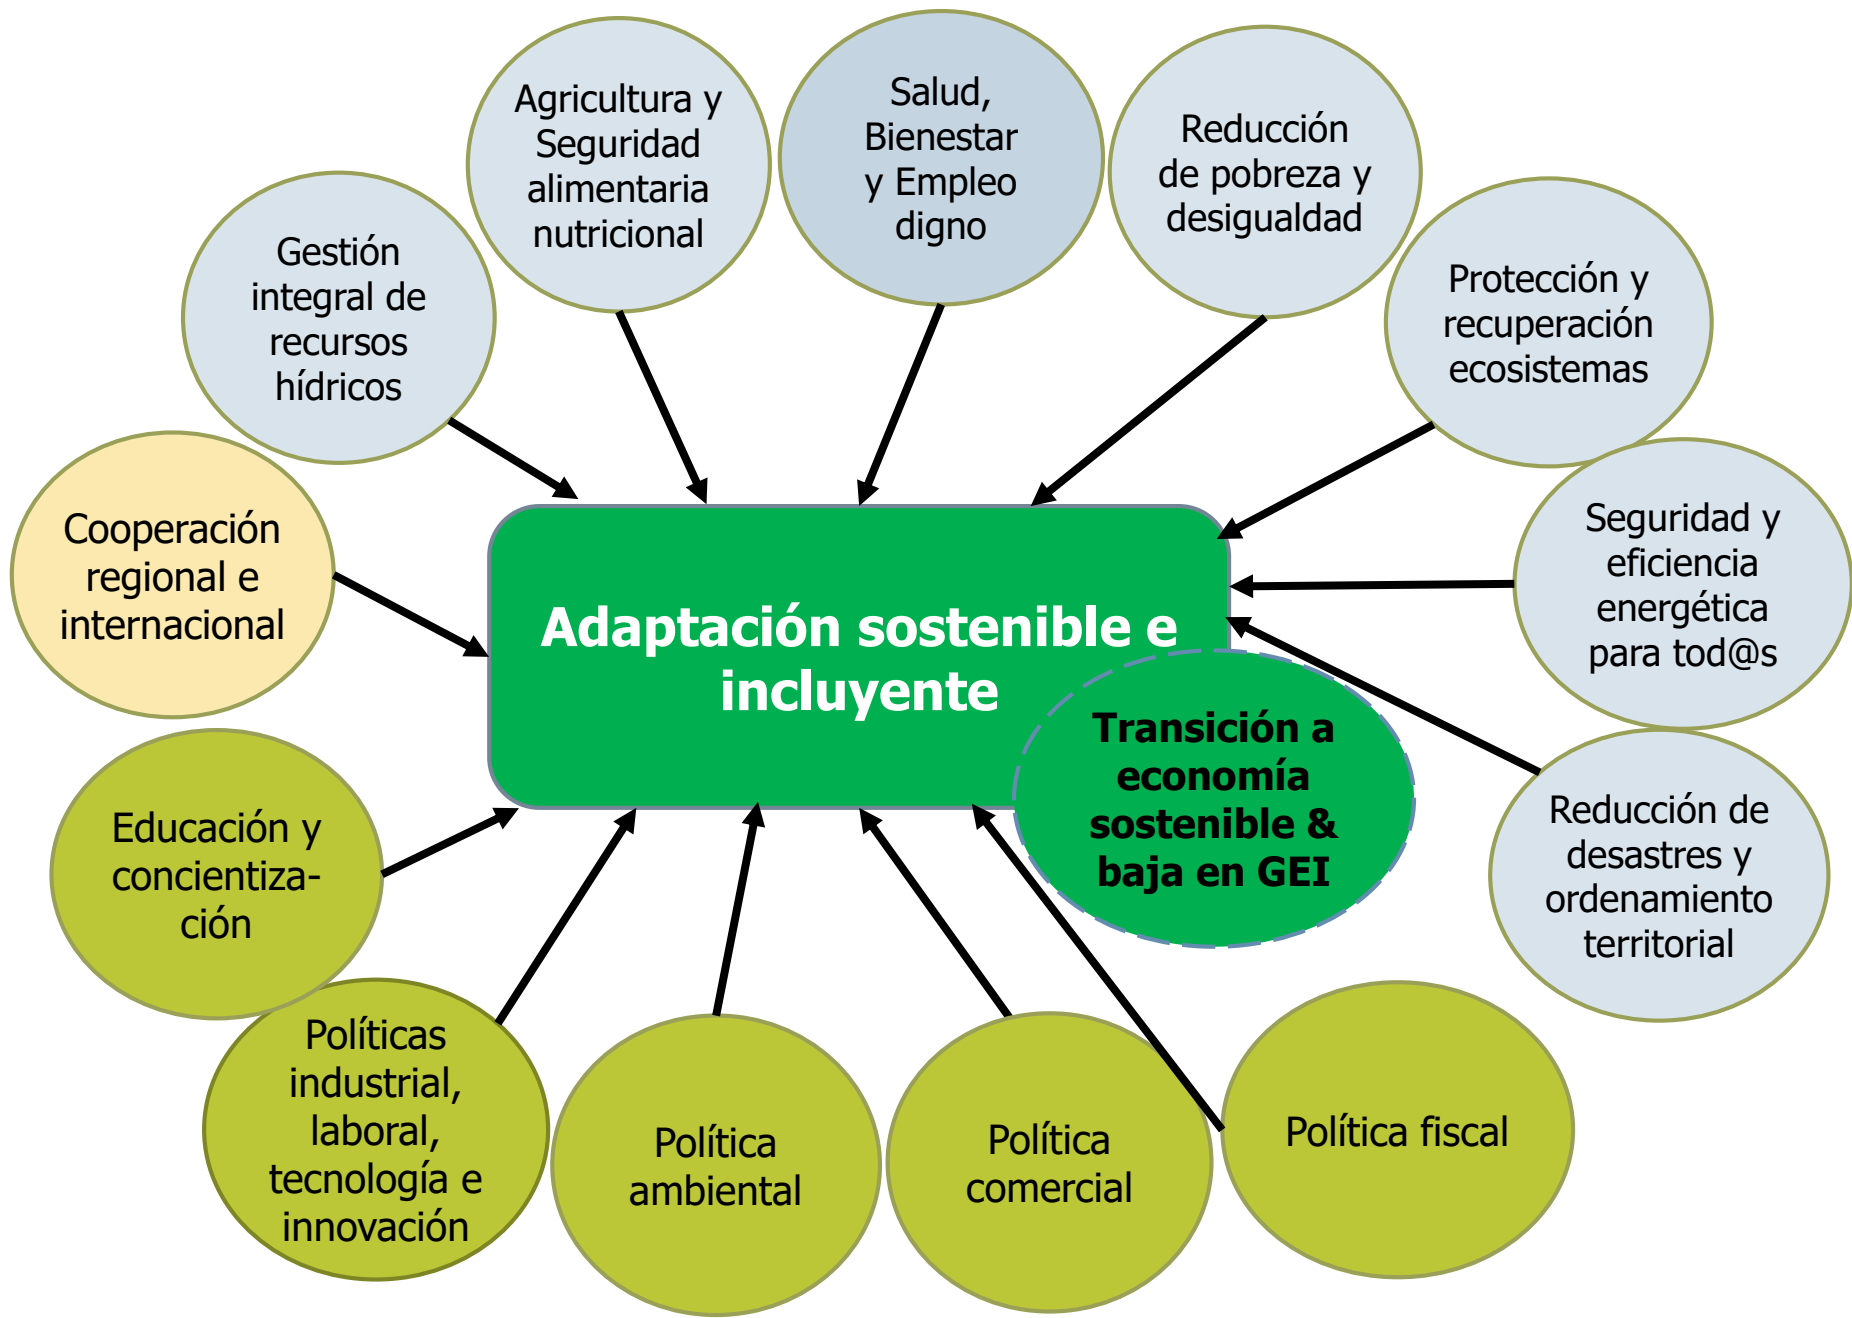 Agricultura y
Seguridad
alimentaria
nutricional
Salud,
Bienestar
y Empleo
digno
Reducción
de pobreza y
desigualdad
Gestión
integral de
recursos
hídricos
Protección y
recuperación
ecosistemas
Cooperación
regional e
internacional
Seguridad y
eficiencia
energética
para tod@s
Adaptación sostenible e
incluyente
Transición a
economía
sostenible &
baja en GEI
Educación y
concientiza-
ción
Reducción de
desastres y
ordenamiento
territorial
Políticas
industrial,
laboral,
tecnología e
innovación
Política
ambiental
Política
comercial
Política fiscal